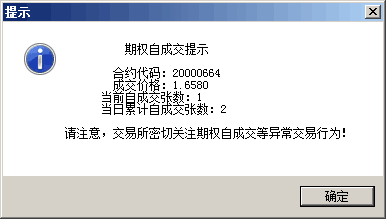 提示
期权自成交提示
合约代码：20000664
成交价格：1.6580
当前自成交张数：1
当日累计自成交张数：2
请注意，交易所密切关注期权自成交等异常交易行为！
确定